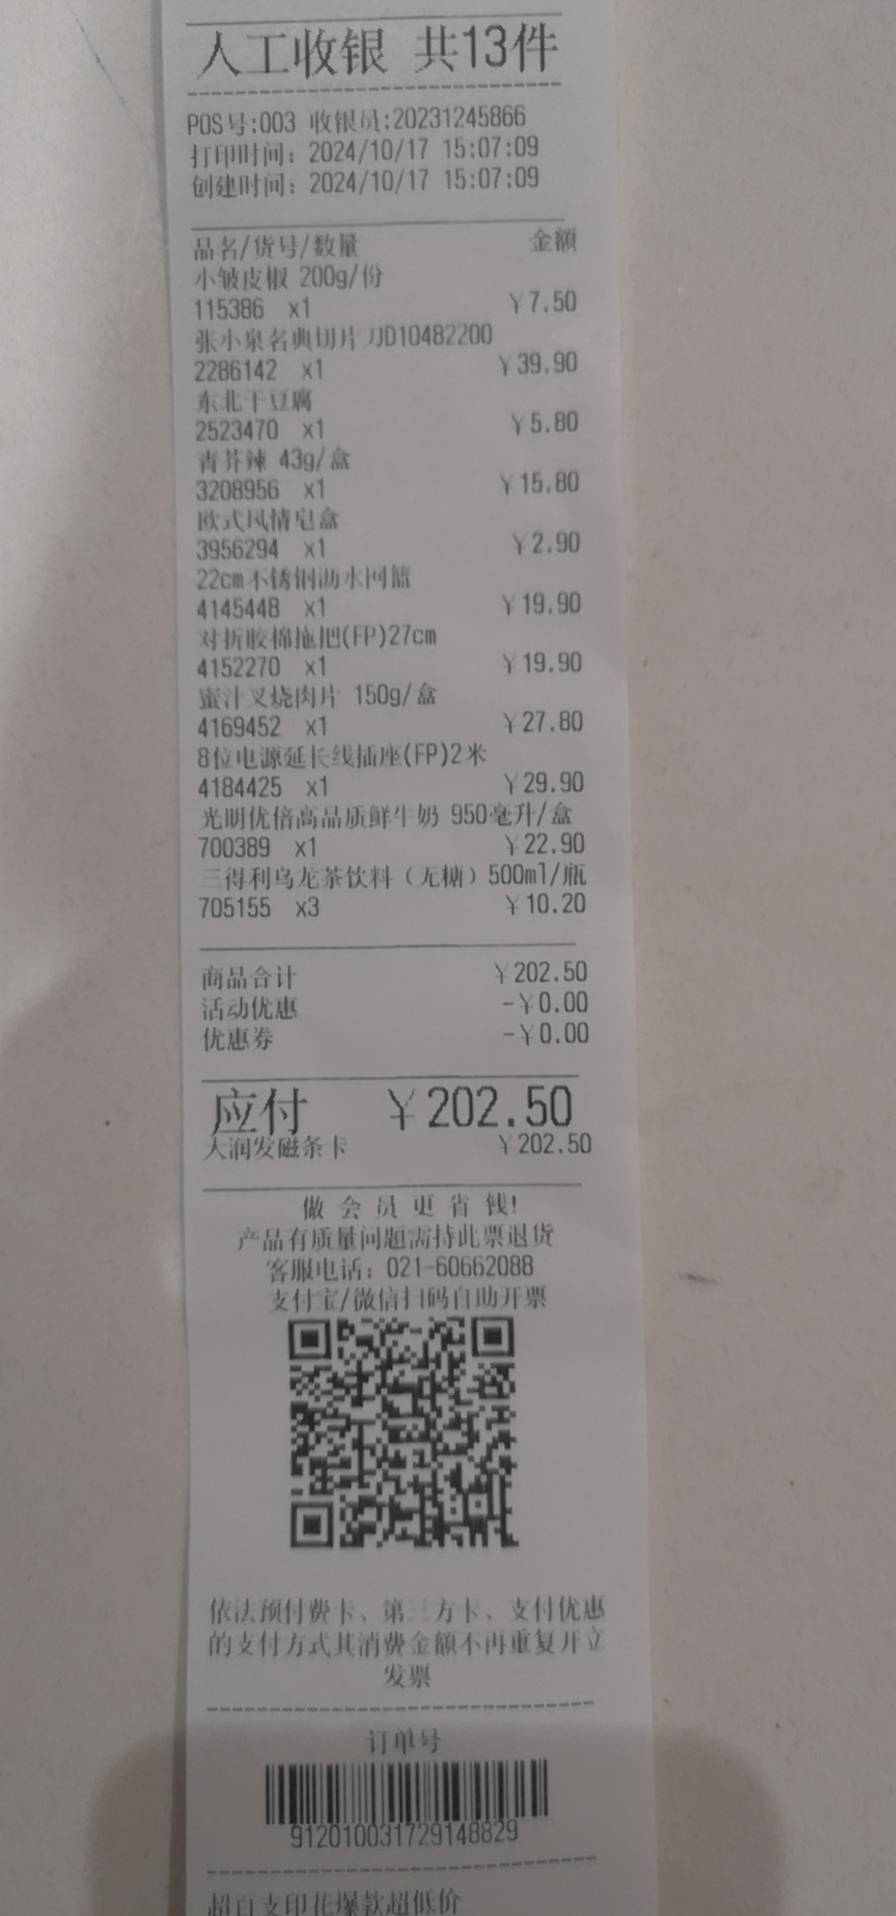 人工收银 共13件
POS号:003 收银员:20231245866
打印时间: 2024/10/17 15:07:09
创建时间: 2024/10/17 15:07:09
品名/货号/数量 金额
小皱皮椒 200g/份
115386 x1 ¥7.50
张小泉名典切片刀D10482200
2286142 x1 ¥39.90
东北干豆腐
2523470 x1 ¥5.80
青芥辣 43g/盒
3208956 x1 ¥15.80
欧式风情皂盒
3956294 x1 ¥2.90
22cm不锈钢沥水网篮
4145448 x1 ¥19.90
对折胶棉拖把(FP)27cm
4152270 x1 ¥19.90
蜜汁叉烧肉片 150g/盒
4169452 x1 ¥27.80
8位电源延长线插座(FP)2米
4184425 x1 ¥29.90
光明优倍高品质鲜牛奶 950毫升/盒
700389 x1 ¥22.90
三得利乌龙茶饮料（无糖）500ml/瓶
705155 x3 ¥10.20
商品合计 ¥202.50
活动优惠 -¥0.00
优惠券 -¥0.00
应付 ¥202.50
大润发磁条卡 ¥202.50
做会员更省钱!
产品有质量问题需持此票退货
客服电话: 021-60662088
支付宝/微信扫码自助开票
依法预付费卡、第三方卡、支付优惠
的支付方式其消费金额不再重复开立
发票
订单号
912010031729148829
超百支印花爆款超低价